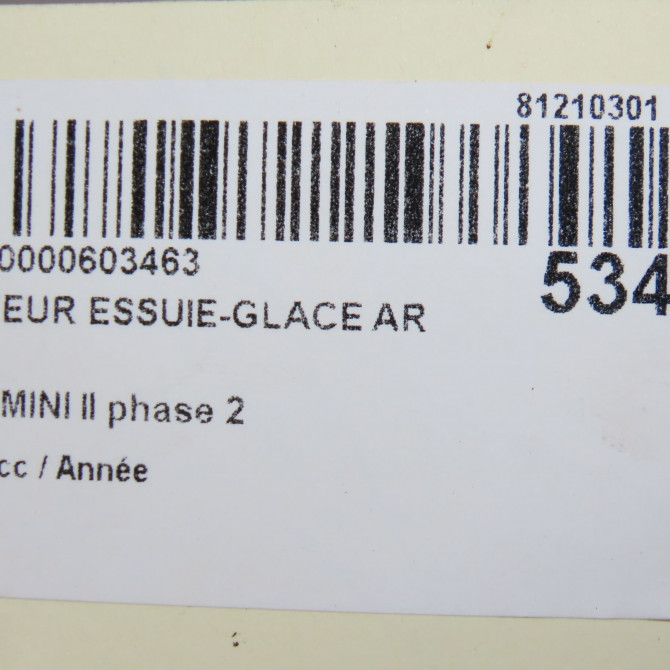 81210301
0000603463
534
EUR ESSUIE-GLACE AR
MINI II phase 2
cc / Année